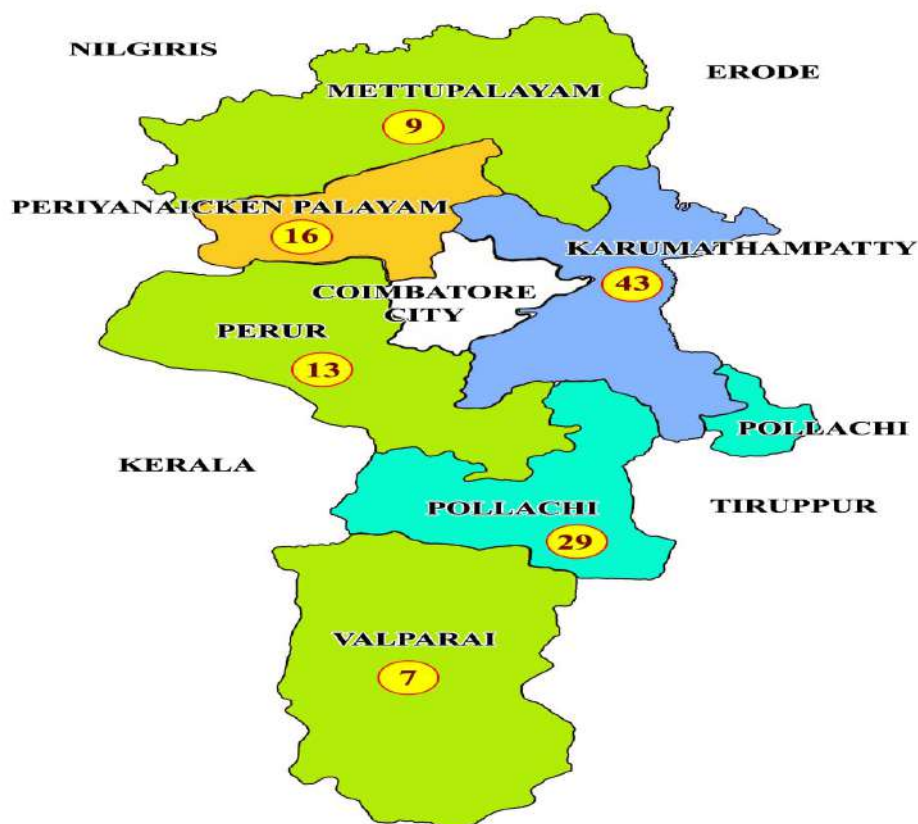 NILGIRIS
ERODE
METTUPALAYAM
9
PERIYANAICKEN PALAYAM
16
KARUMATHAMPATTY
43
COIMBATORE
CITY
PERUR
13
POLLACHI
KERALA
TIRUPPUR
POLLACHI
29
VALPARAI
7